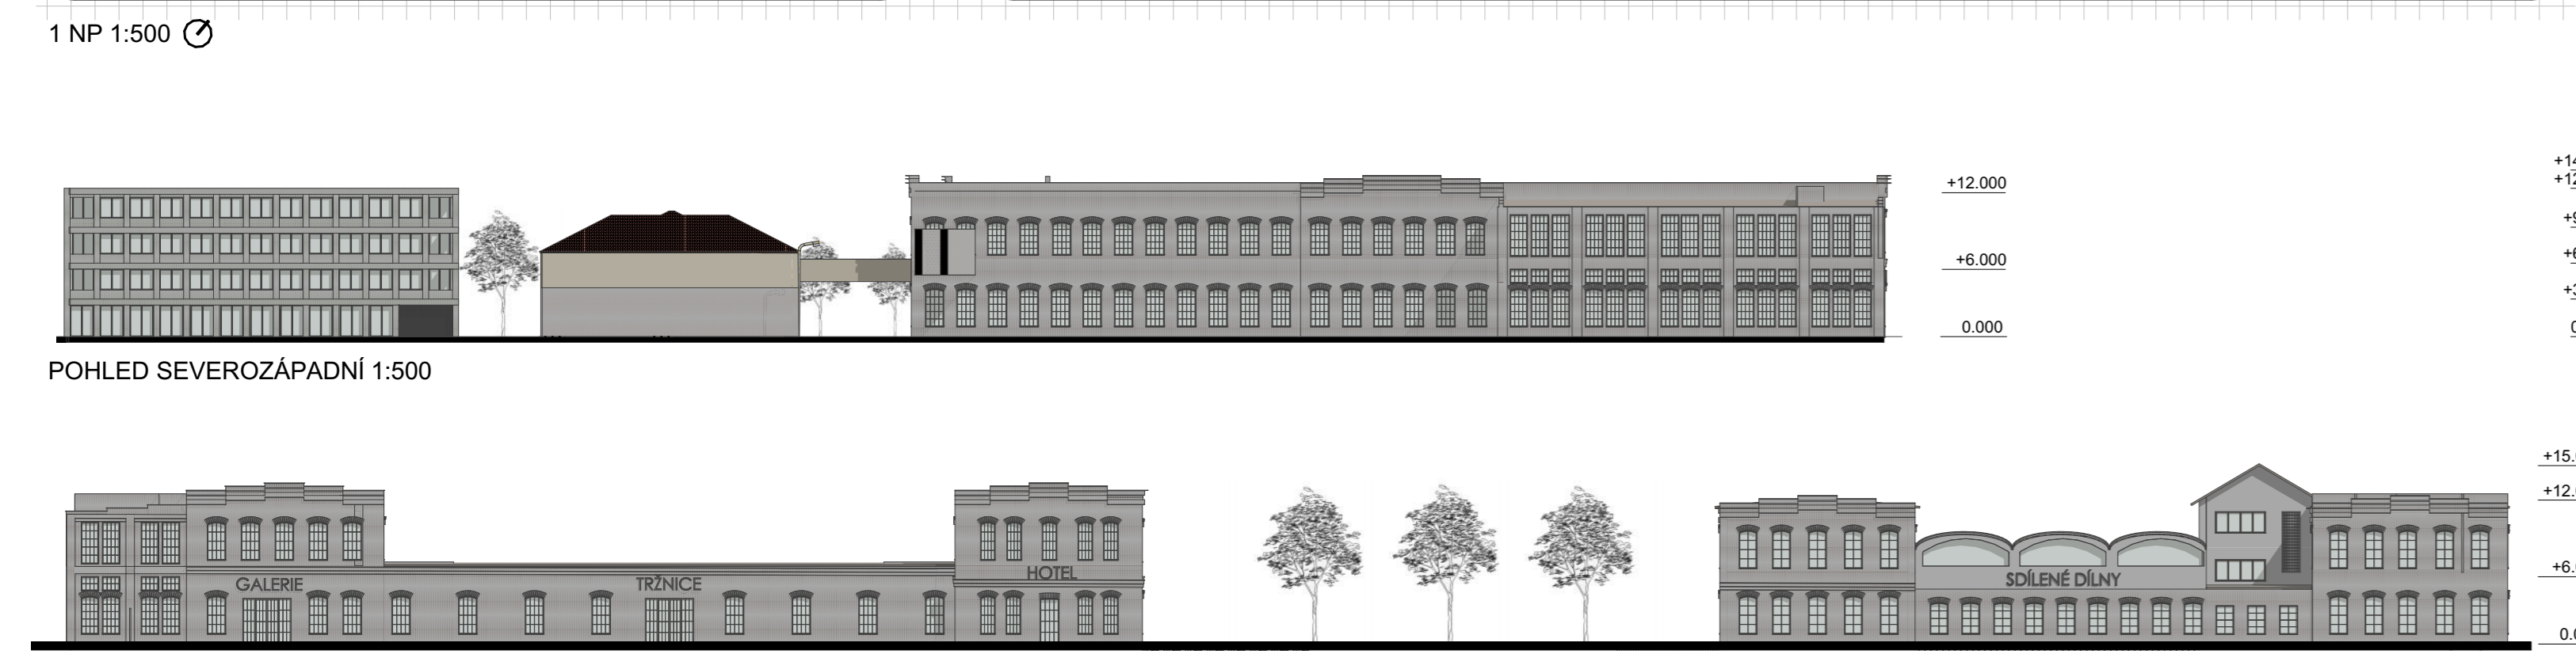 1 NP 1:500
+12.000
+6.000
0.000
POHLED SEVEROZÁPADNÍ 1:500
GALERIE
TRŽNICE
HOTEL
SDÍLENÉ DÍLNY